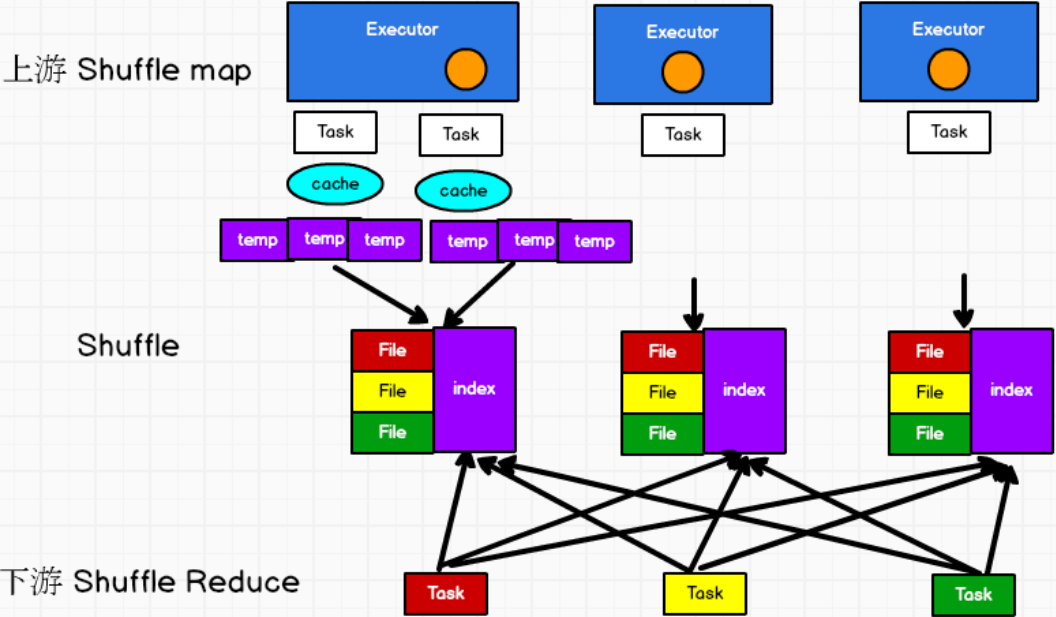 Executor
Executor
Executor
上游 Shuffle map
Task
Task
Task
Task
cache
cache
temp
temp
temp
temp
temp
temp
Shuffle
File
File
File
index
File
File
File
index
File
File
File
index
下游 Shuffle Reduce
Task
Task
Task